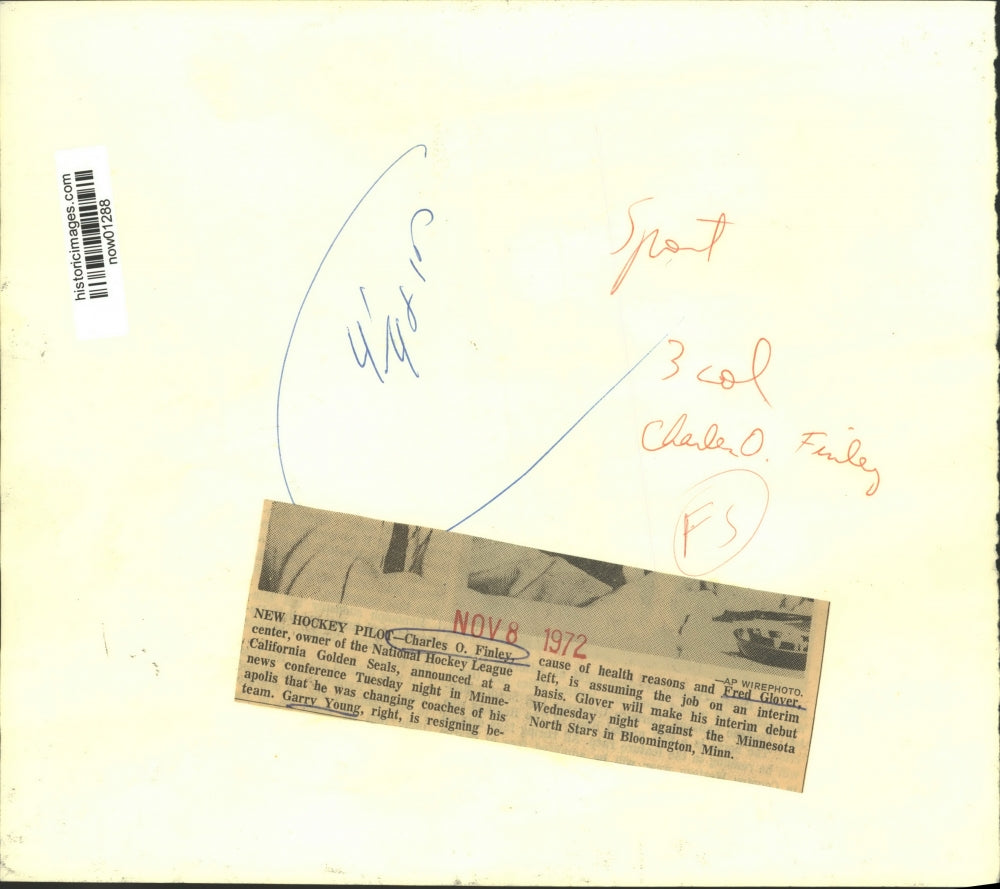 historicimages.com
now01288
Sport
3 col
Charles O. Finley
FS
NOV 8 1972
NEW HOCKEY PILOT—Charles O. Finley,
center, owner of the National Hockey League
California Golden Seals, announced at a
news conference Tuesday night in Minne-
apolis that he was changing coaches of his
team. Garry Young, right, is resigning be-
—AP WIREPHOTO.
cause of health reasons and Fred Glover,
left, is assuming the job on an interim
basis. Glover will make his interim debut
Wednesday night against the Minnesota
North Stars in Bloomington, Minn.